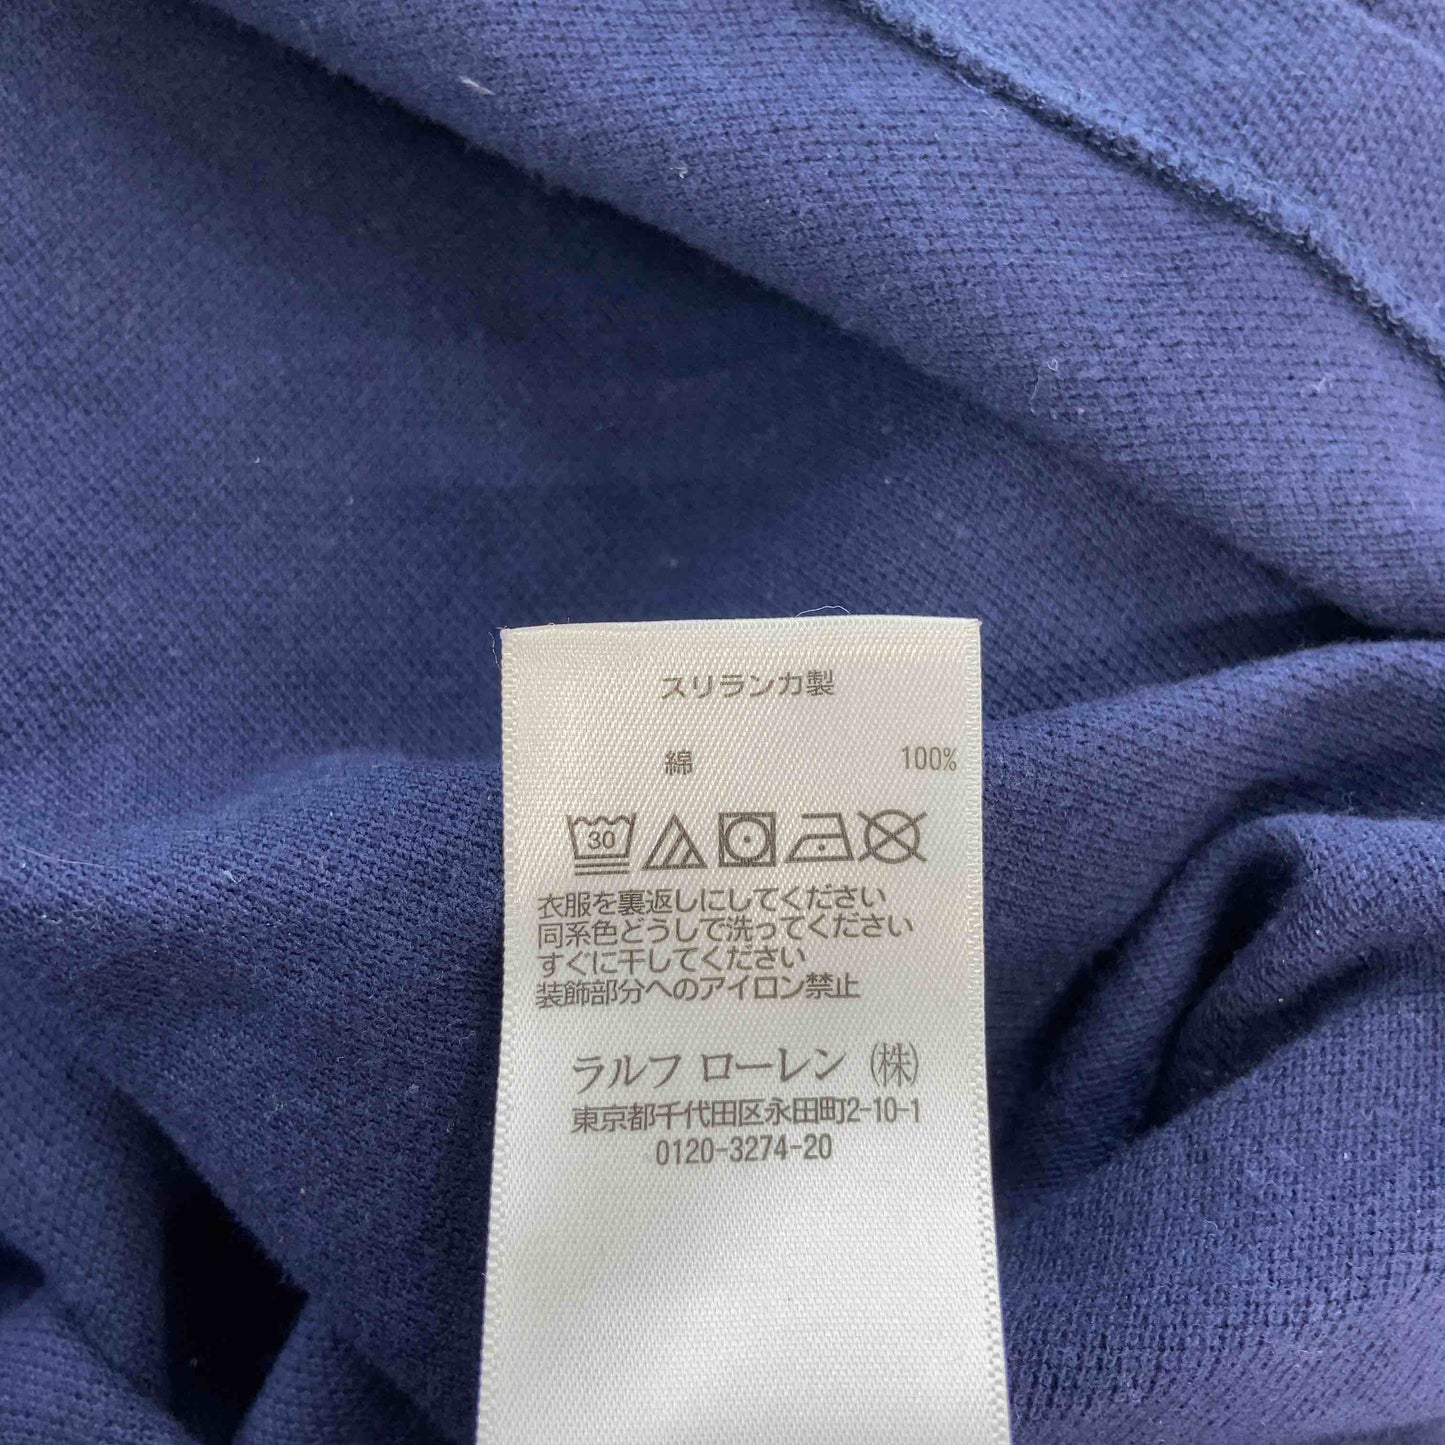 スリランカ製
綿 100%
30
衣服を裏返しにしてください
同系色どうしで洗ってください
すぐに干してください
装飾部分へのアイロン禁止
ラルフ ローレン（株）
東京都千代田区永田町2-10-1
0120-3274-20